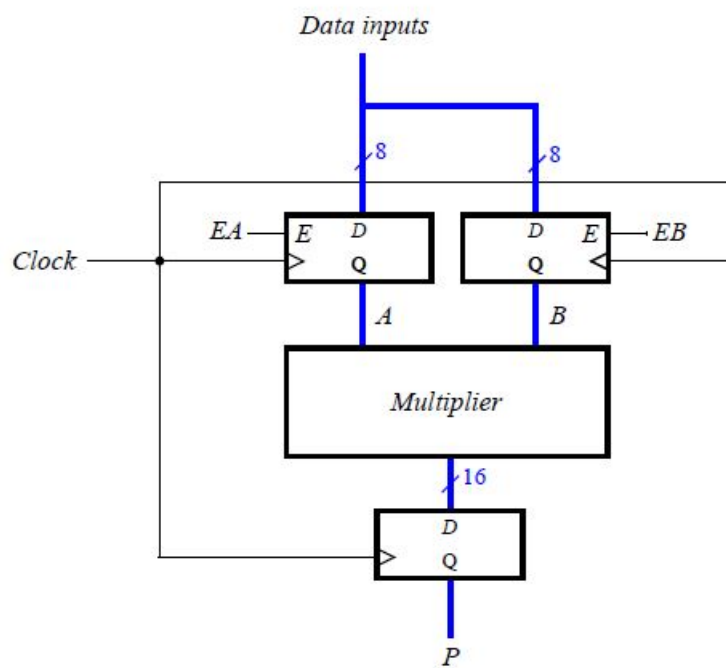 Data inputs
8 8
EA E D D E EB
Clock Q Q
A B
Multiplier
16
D
Q
P